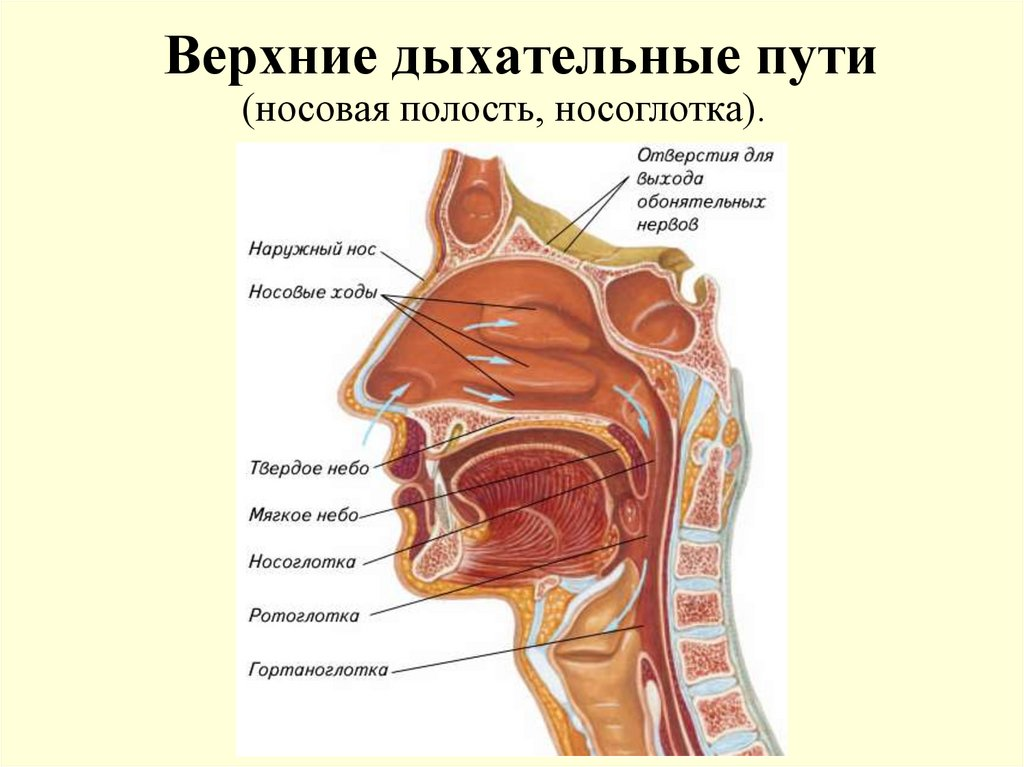 Верхние дыхательные пути
(носовая полость, носоглотка).
Отверстия для
выхода
обонятельных
нервов
Наружный нос
Носовые ходы
Твердое небо
Мягкое небо
Носоглотка
Ротоглотка
Гортаноглотка